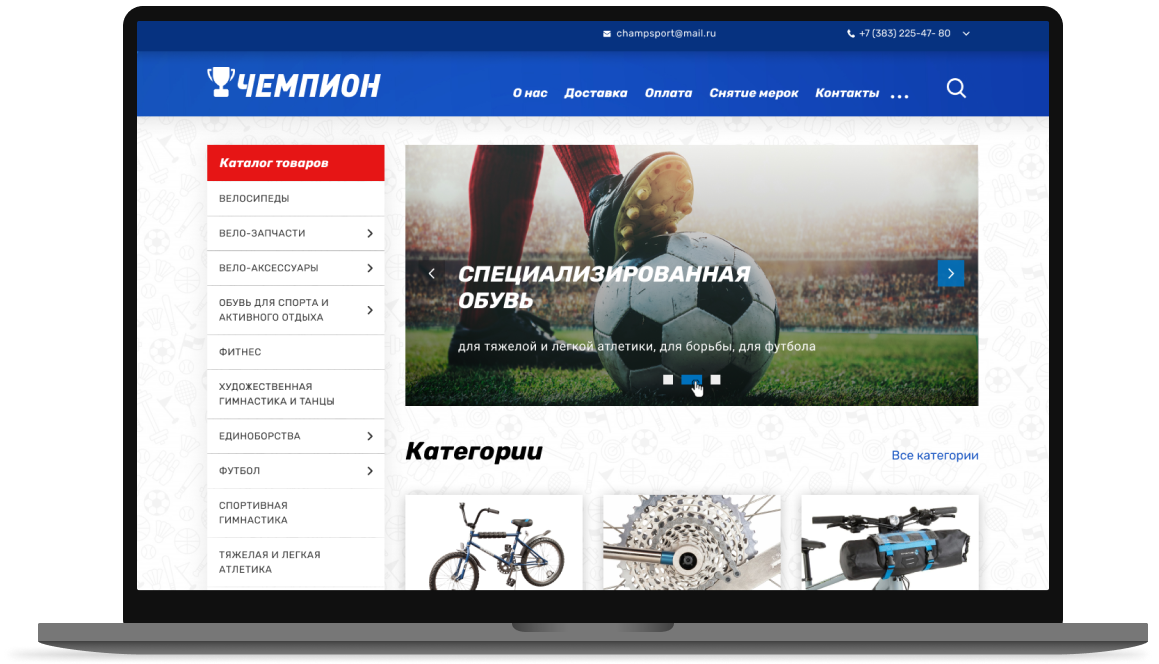 champsport@mail.ru
+7 (383) 225-47- 80
ЧЕМПИОН
О нас Доставка Оплата Снятие мерок Контакты ...
Каталог товаров
ВЕЛОСИПЕДЫ
ВЕЛО-ЗАПЧАСТИ
ВЕЛО-АКСЕССУАРЫ
ОБУВЬ ДЛЯ СПОРТА И
АКТИВНОГО ОТДЫХА
ФИТНЕС
ХУДОЖЕСТВЕННАЯ
ГИМНАСТИКА И ТАНЦЫ
ЕДИНОБОРСТВА
ФУТБОЛ
СПОРТИВНАЯ
ГИМНАСТИКА
ТЯЖЕЛАЯ И ЛЕГКАЯ
АТЛЕТИКА
СПЕЦИАЛИЗИРОВАННАЯ
ОБУВЬ
для тяжелой и лёгкой атлетики, для борьбы, для футбола
Категории
Все категории